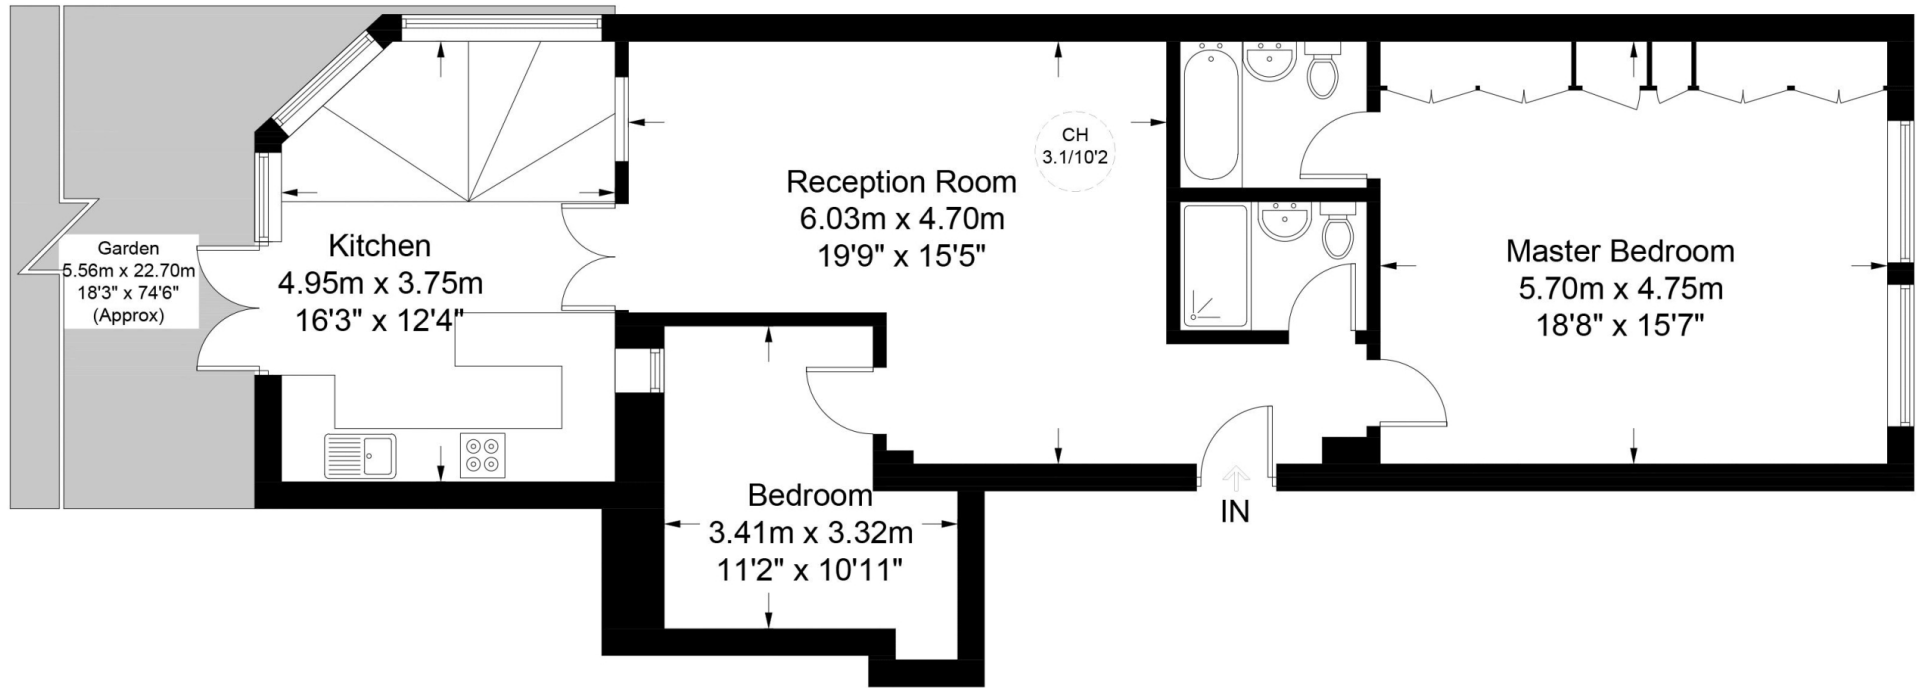 Garden
5.56m x 22.70m
18'3" x 74'6"
(Approx)
Kitchen
4.95m x 3.75m
16'3" x 12'4"
Reception Room
6.03m x 4.70m
19'9" x 15'5"
CH
3.1/10'2
Master Bedroom
5.70m x 4.75m
18'8" x 15'7"
Bedroom
3.41m x 3.32m
11'2" x 10'11"
IN